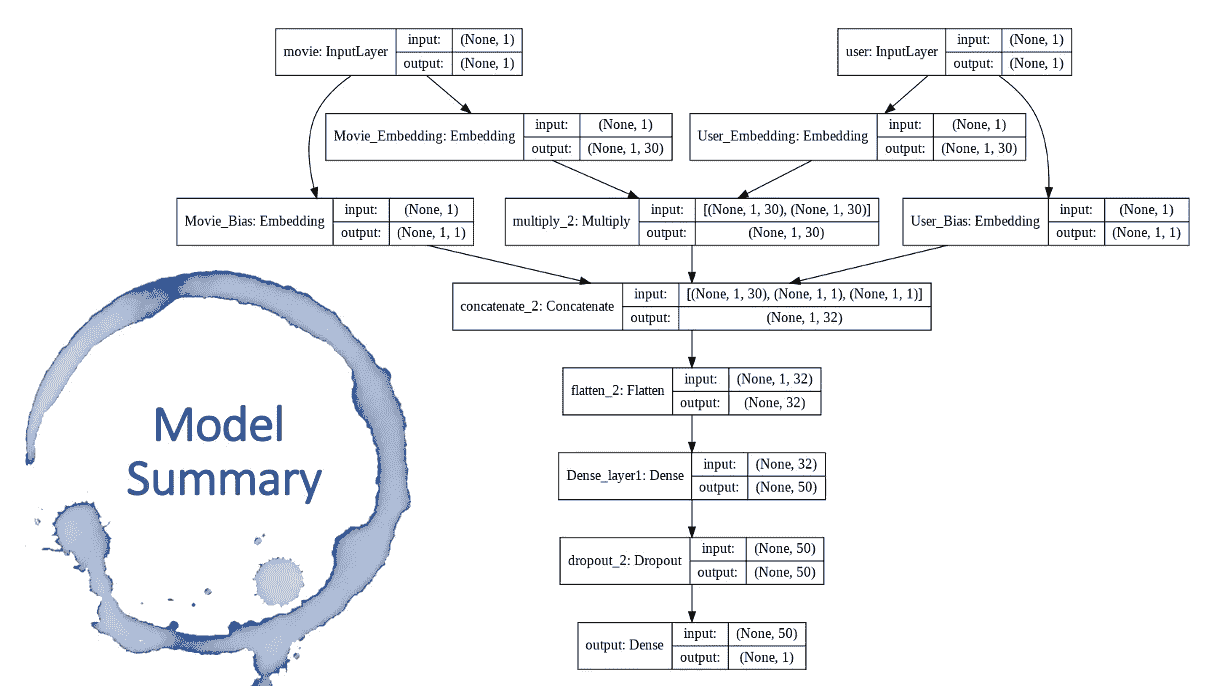 movie: InputLayer
input:
(None, 1)
output:
(None, 1)
user: InputLayer
input:
(None, 1)
output:
(None, 1)
Movie_Embedding: Embedding
input:
(None, 1)
output:
(None, 1, 30)
User_Embedding: Embedding
input:
(None, 1)
output:
(None, 1, 30)
Movie_Bias: Embedding
input:
(None, 1)
output:
(None, 1, 1)
multiply_2: Multiply
input:
[(None, 1, 30), (None, 1, 30)]
output:
(None, 1, 30)
User_Bias: Embedding
input:
(None, 1)
output:
(None, 1, 1)
concatenate_2: Concatenate
input:
[(None, 1, 30), (None, 1, 1), (None, 1, 1)]
output:
(None, 1, 32)
flatten_2: Flatten
input:
(None, 1, 32)
output:
(None, 32)
Dense_layer1: Dense
input:
(None, 32)
output:
(None, 50)
dropout_2: Dropout
input:
(None, 50)
output:
(None, 50)
output: Dense
input:
(None, 50)
output:
(None, 1)
Model
Summary